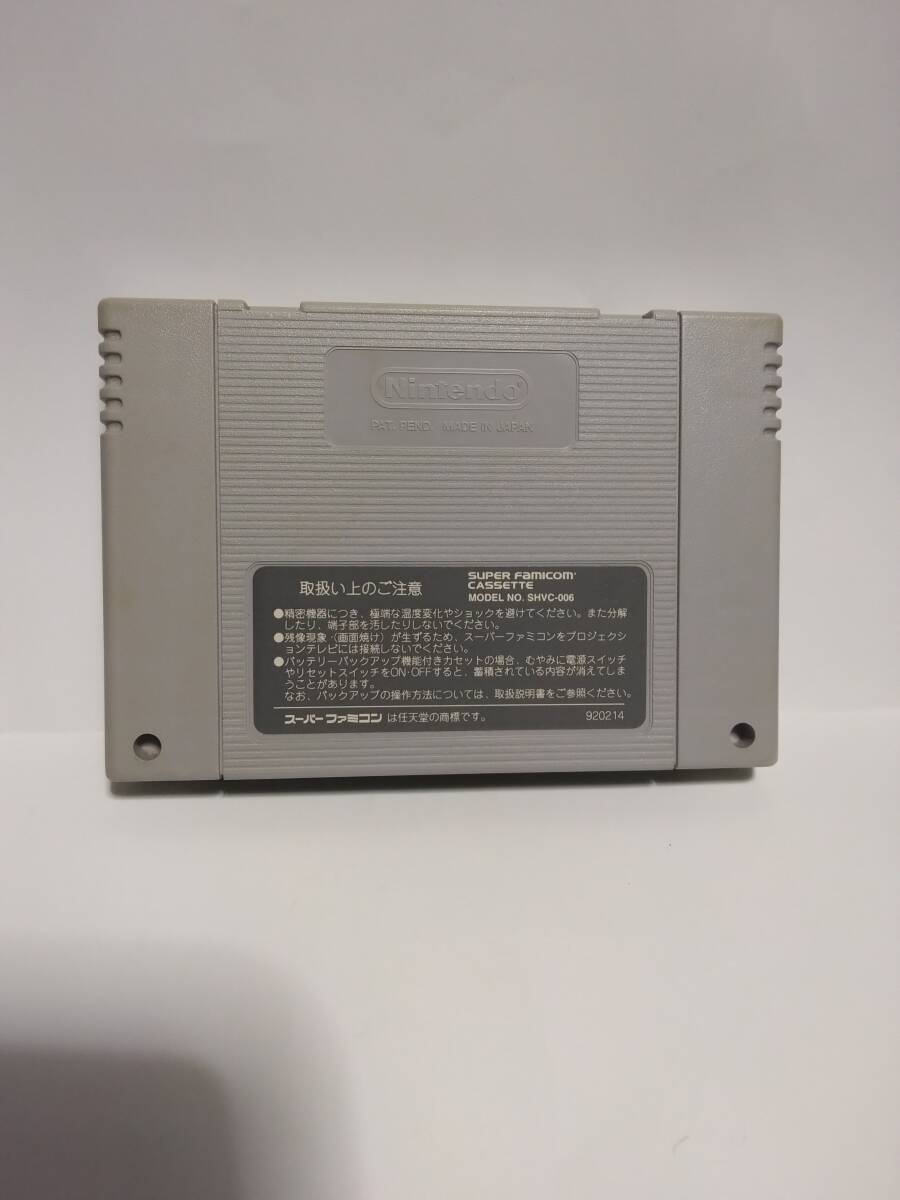 Nintendo
PAT. PEND. MADE IN JAPAN
取扱い上のご注意
SUPER FAMICOM
CASSETTE
MODEL NO. SHVC-006
●精密機器につき、極端な温度変化やショックを避けてください。また分解
したり、端子部を汚したりしないでください。
●残像現象・(画面焼け)が生ずるため、スーパーファミコンをプロジェクシ
ョンテレビには接続しないでください。
●バッテリーバックアップ機能付きカセットの場合、むやみに電源スイッチ
やリセットスイッチをON・OFFすると、蓄積されている内容が消えてしま
うことがあります。
なお、バックアップの操作方法については、取扱説明書をご参照ください。
スーパーファミコン は任天堂の商標です。 920214